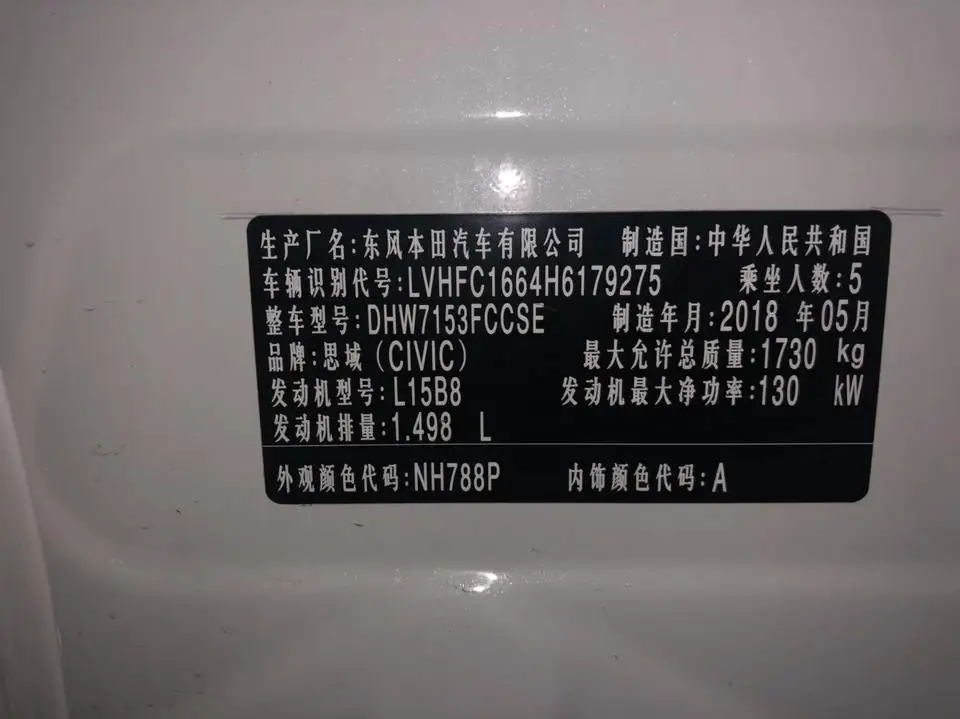 生产厂名:东风本田汽车有限公司 制造国:中华人民共和国
车辆识别代号:LVHFC1664H6179275 乘坐人数:5
整车型号:DHW7153FCCSE 制造年月:2018 年05月
品牌:思域(CIVIC) 最大允许总质量:1730 kg
发动机型号:L15B8 发动机最大净功率:130 kW
发动机排量:1.498 L
外观颜色代码:NH788P 内饰颜色代码:A